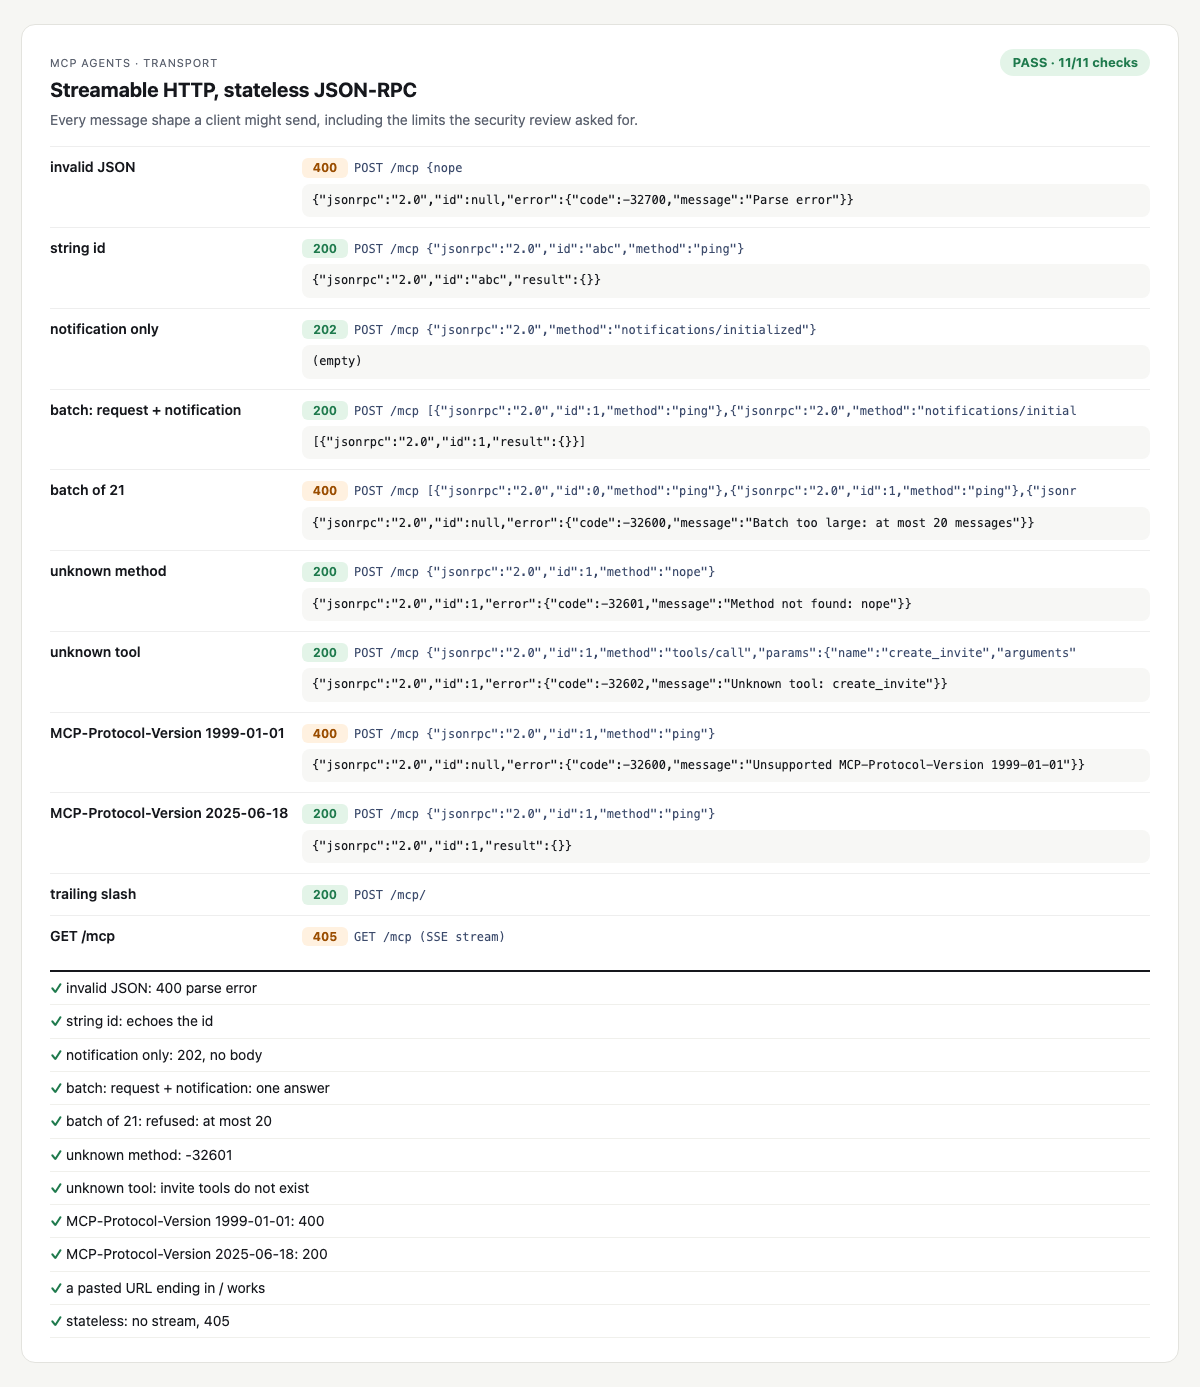 MCP AGENTS · TRANSPORT
PASS · 11/11 checks
Streamable HTTP, stateless JSON-RPC
Every message shape a client might send, including the limits the security review asked for.
invalid JSON
400 POST /mcp {nope
{"jsonrpc":"2.0","id":null,"error":{"code":-32700,"message":"Parse error"}}
string id
200 POST /mcp {"jsonrpc":"2.0","id":"abc","method":"ping"}
{"jsonrpc":"2.0","id":"abc","result":{}}
notification only
202 POST /mcp {"jsonrpc":"2.0","method":"notifications/initialized"}
(empty)
batch: request + notification
200 POST /mcp [{"jsonrpc":"2.0","id":1,"method":"ping"},{"jsonrpc":"2.0","method":"notifications/initial
[{"jsonrpc":"2.0","id":1,"result":{}}]
batch of 21
400 POST /mcp [{"jsonrpc":"2.0","id":0,"method":"ping"},{"jsonrpc":"2.0","id":1,"method":"ping"},{"jsonr
{"jsonrpc":"2.0","id":null,"error":{"code":-32600,"message":"Batch too large: at most 20 messages"}}
unknown method
200 POST /mcp {"jsonrpc":"2.0","id":1,"method":"nope"}
{"jsonrpc":"2.0","id":1,"error":{"code":-32601,"message":"Method not found: nope"}}
unknown tool
200 POST /mcp {"jsonrpc":"2.0","id":1,"method":"tools/call","params":{"name":"create_invite","arguments"
{"jsonrpc":"2.0","id":1,"error":{"code":-32602,"message":"Unknown tool: create_invite"}}
MCP-Protocol-Version 1999-01-01
400 POST /mcp {"jsonrpc":"2.0","id":1,"method":"ping"}
{"jsonrpc":"2.0","id":null,"error":{"code":-32600,"message":"Unsupported MCP-Protocol-Version 1999-01-01"}}
MCP-Protocol-Version 2025-06-18
200 POST /mcp {"jsonrpc":"2.0","id":1,"method":"ping"}
{"jsonrpc":"2.0","id":1,"result":{}}
trailing slash
200 POST /mcp/
GET /mcp
405 GET /mcp (SSE stream)
✓ invalid JSON: 400 parse error
✓ string id: echoes the id
✓ notification only: 202, no body
✓ batch: request + notification: one answer
✓ batch of 21: refused: at most 20
✓ unknown method: -32601
✓ unknown tool: invite tools do not exist
✓ MCP-Protocol-Version 1999-01-01: 400
✓ MCP-Protocol-Version 2025-06-18: 200
✓ a pasted URL ending in / works
✓ stateless: no stream, 405